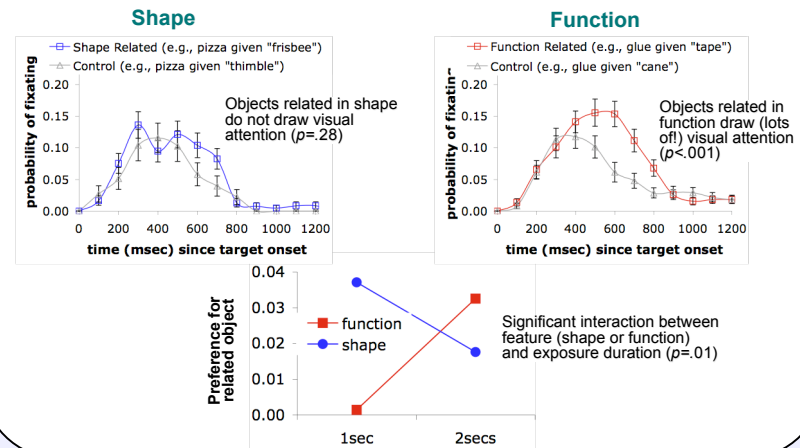 Shape
Shape Related (e.g., pizza given "frisbee")
Control (e.g., pizza given "thimble")
probability of fixating
0.20
0.15
0.10
0.05
0.00
Objects related in shape
do not draw visual
attention (p=.28)
0 200 400 600 800 1000 1200
time (msec) since target onset
Function
Function Related (e.g., glue given "tape")
Control (e.g., glue given "cane")
probability of
0.20
0.15
0.10
0.05
0.00
Objects related in
function draw (lots
of!) visual attention
(p<.001)
0 200 400 600 800 1000 1200
time (msec) since target onset
Preference for
related object
0.04
0.03
0.02
0.01
0.00
function
shape
1sec 2secs
Significant interaction between
feature (shape or function)
and exposure duration (p=.01)